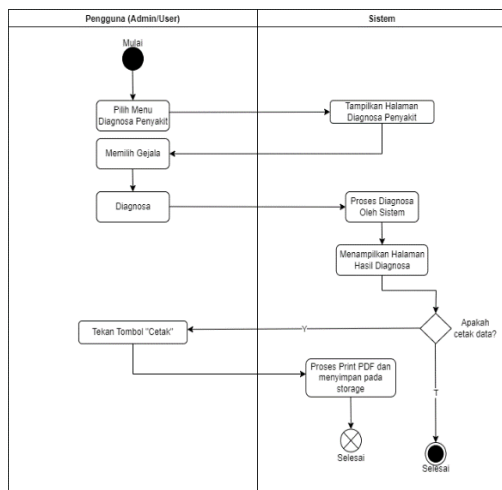 Pengguna (Admin/User)
Sistem
Mulai
Pilih Menu
Diagnosa Penyakit
Tampilkan Halaman
Diagnosa Penyakit
Memilih Gejala
Diagnosa
Proses Diagnosa
Oleh Sistem
Menampilkan Halaman
Hasil Diagnosa
Apakah
cetak data?
Y
Tekan Tombol "Cetak"
Proses Print PDF dan
menyimpan pada
storage
T
Selesai
Selesai